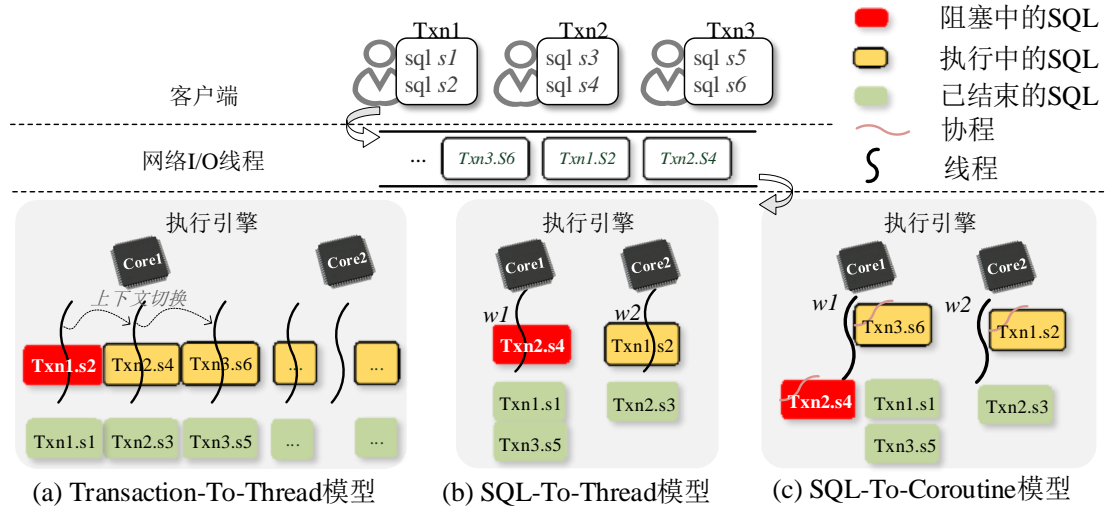 Txn1
sql s1
sql s2
Txn2
sql s3
sql s4
Txn3
sql s5
sql s6
阻塞中的SQL
执行中的SQL
已结束的SQL
协程
线程
客户端
网络I/O线程
... Txn3.S6 Txn1.S2 Txn2.S4
执行引擎
Core1
Core2
上下文切换
Txn1.s2 Txn2.s4 Txn3.s6 ... ...
Txn1.s1 Txn2.s3 Txn3.s5 ... ...
(a) Transaction-To-Thread模型
执行引擎
Core1
Core2
w1
w2
Txn2.s4 Txn1.s2
Txn1.s1 Txn2.s3
Txn3.s5
(b) SQL-To-Thread模型
执行引擎
Core1
Core2
w1
Txn3.s6
w2
Txn1.s2
Txn2.s4 Txn1.s1 Txn2.s3
Txn3.s5
(c) SQL-To-Coroutine模型